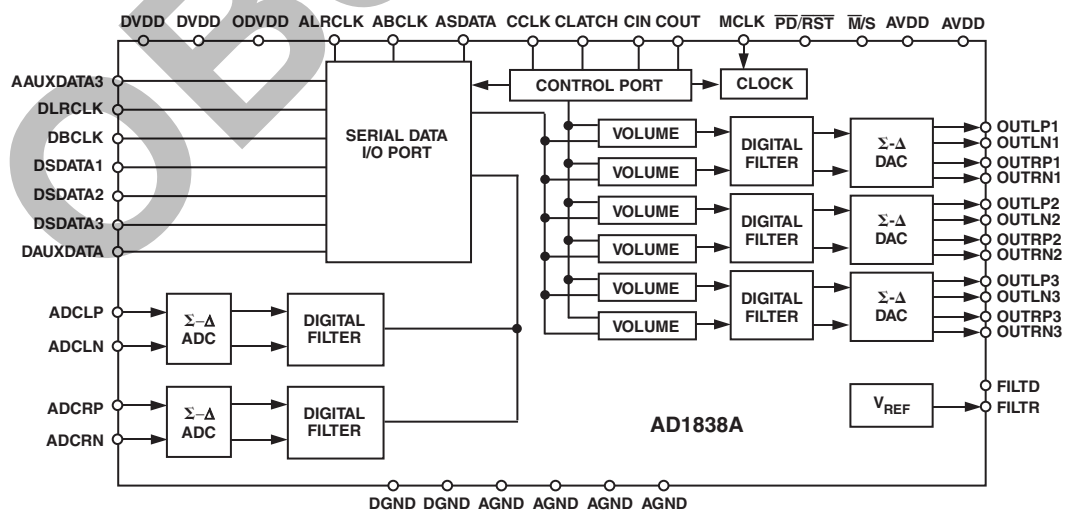 DVDD DVDD ODVDD ALRCLK ABCLK ASDATA CCLK CLATCH CIN COUT MCLK P̅D̅/R̅S̅T̅ M̅/S AVDD AVDD
AAUXDATA3
DLRCLK
DBCLK
DSDATA1
DSDATA2
DSDATA3
DAUXDATA
ADCLP
ADCLN
ADCRP
ADCRN
SERIAL DATA
I/O PORT
CONTROL PORT
CLOCK
VOLUME
VOLUME
VOLUME
VOLUME
VOLUME
VOLUME
DIGITAL
FILTER
DIGITAL
FILTER
DIGITAL
FILTER
Σ-Δ
DAC
Σ-Δ
DAC
Σ-Δ
DAC
OUTLP1
OUTLN1
OUTRP1
OUTRN1
OUTLP2
OUTLN2
OUTRP2
OUTRN2
OUTLP3
OUTLN3
OUTRP3
OUTRN3
Σ–Δ
ADC
DIGITAL
FILTER
Σ–Δ
ADC
DIGITAL
FILTER
VREF
FILTD
FILTR
AD1838A
DGND DGND AGND AGND AGND AGND
OB